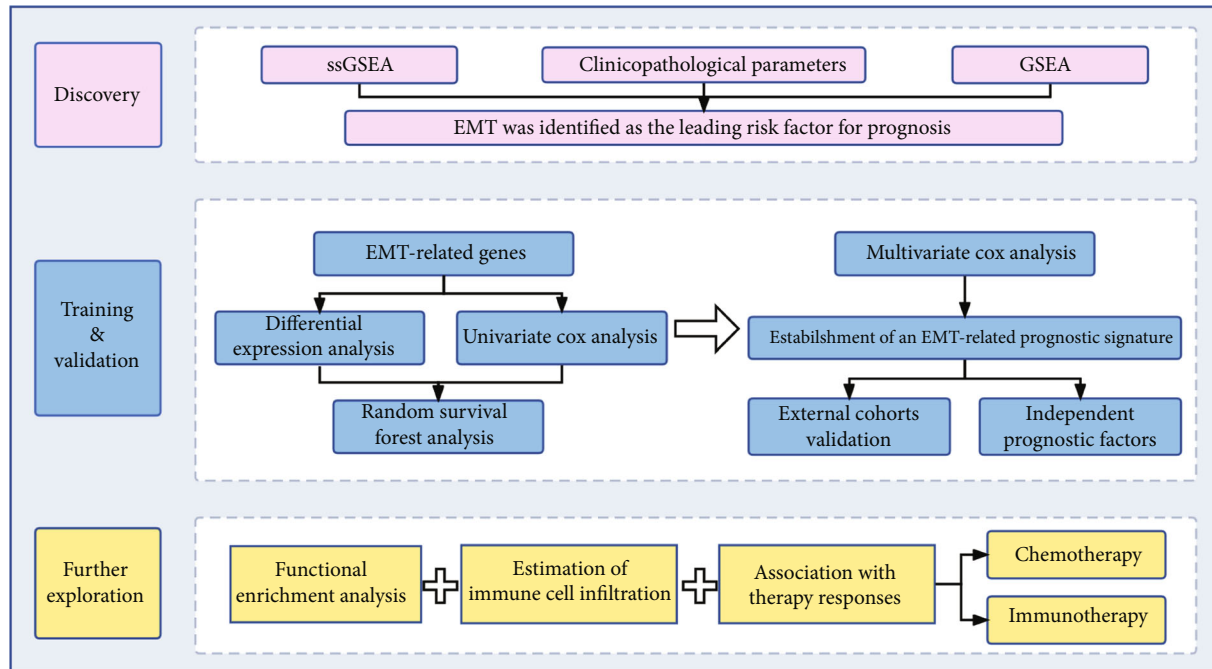 Discovery
ssGSEA
Clinicopathological parameters
GSEA
EMT was identified as the leading risk factor for prognosis
Training
&
validation
EMT-related genes
Differential
expression analysis
Univariate cox analysis
Random survival
forest analysis
Multivariate cox analysis
Estabilshment of an EMT-related prognostic signature
External cohorts
validation
Independent
prognostic factors
Further
exploration
Functional
enrichment analysis
Estimation of
immune cell infiltration
Association with
therapy responses
Chemotherapy
Immunotherapy